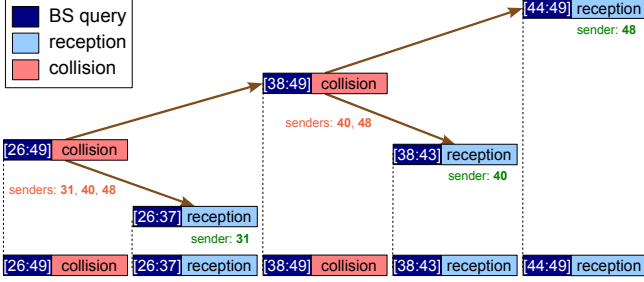 BS query
reception
collision
[44:49] reception
sender: 48
[38:49] collision
senders: 40, 48
[26:49] collision
[38:43] reception
senders: 31, 40, 48
sender: 40
[26:37] reception
sender: 31
[26:49] collision [26:37] reception [38:49] collision [38:43] reception [44:49] reception